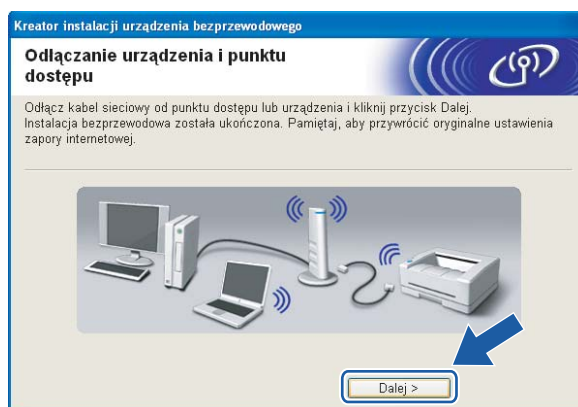 Kreator instalacji urządzenia bezprzewodowego
Odłączanie urządzenia i punktu
dostępu
Odłącz kabel sieciowy od punktu dostępu lub urządzenia i kliknij przycisk Dalej.
Instalacja bezprzewodowa została ukończona. Pamiętaj, aby przywrócić oryginalne ustawienia
zapory internetowej.
Dalej >